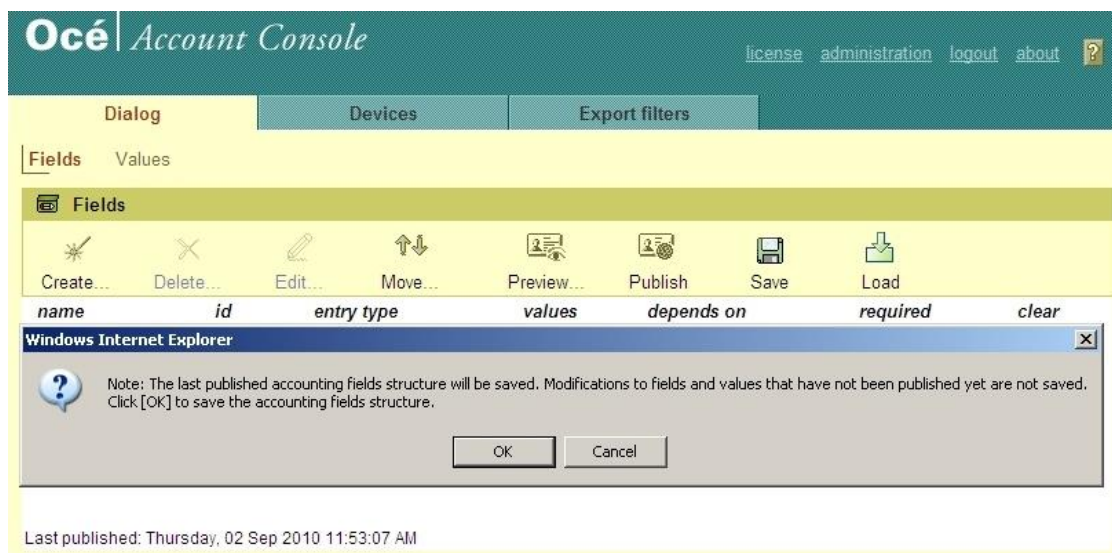 Océ Account Console
license administration logout about ?
Dialog Devices Export filters
Fields Values
Fields
Create... Delete... Edit... Move... Preview... Publish Save Load
name id entry type values depends on required clear
Windows Internet Explorer
Note: The last published accounting fields structure will be saved. Modifications to fields and values that have not been published yet are not saved.
Click [OK] to save the accounting fields structure.
OK Cancel
Last published: Thursday, 02 Sep 2010 11:53:07 AM